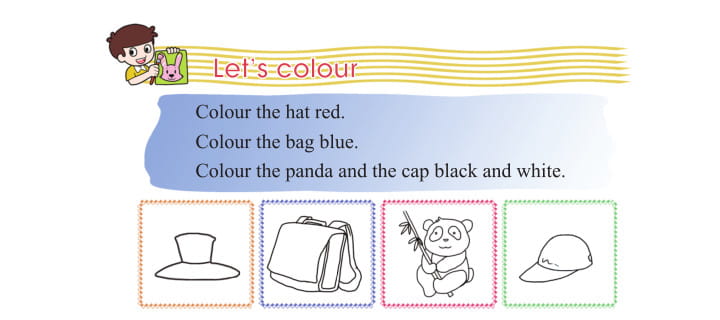 Let's colour
Colour the hat red.
Colour the bag blue.
Colour the panda and the cap black and white.